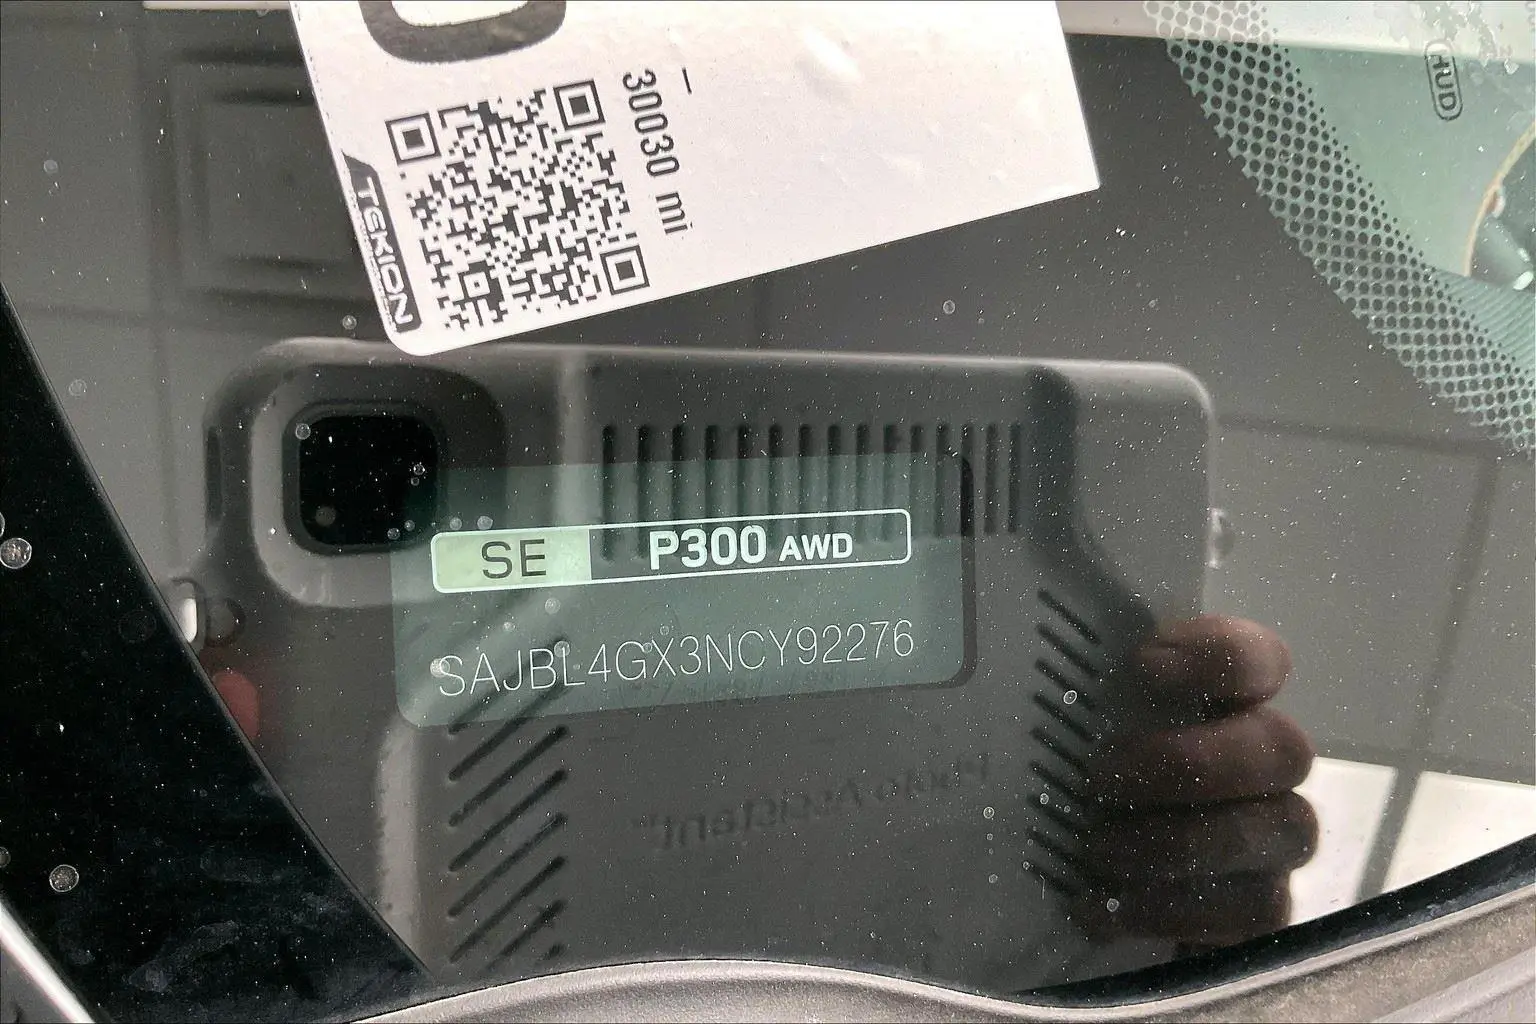 30030 mi
TEKION
HUD
SE P300 AWD
SAJBL4GX3NCY92276